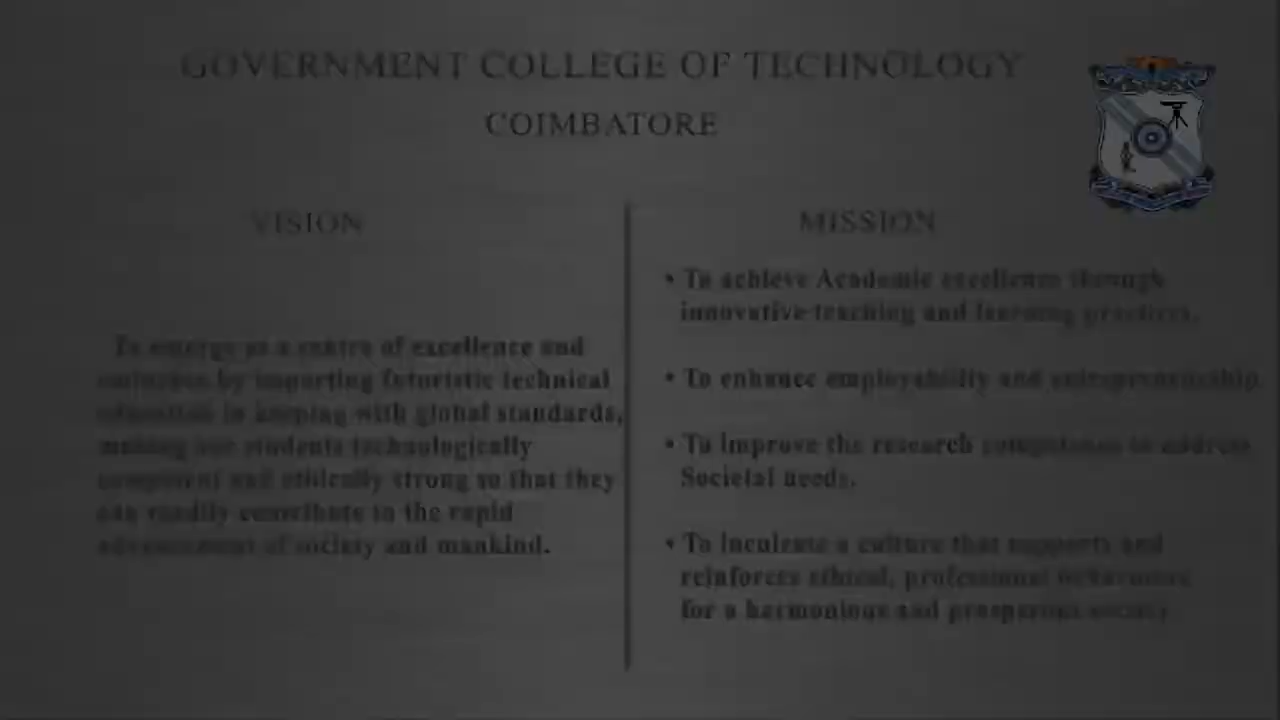 GOVERNMENT COLLEGE OF TECHNOLOGY
COIMBATORE
VISION
To emerge as a centre of excellence and
eminence by imparting futuristic technical
education in keeping with global standards,
making our students technologically
competent and ethically strong so that they
can readily contribute to the rapid
advancement of society and mankind.
MISSION
• To achieve Academic excellence through
innovative teaching and learning practices.
• To enhance employability and entrepreneurship.
• To improve the research competence to address
Societal needs.
• To inculcate a culture that supports and
reinforces ethical, professional behaviours
for a harmonious and prosperous society